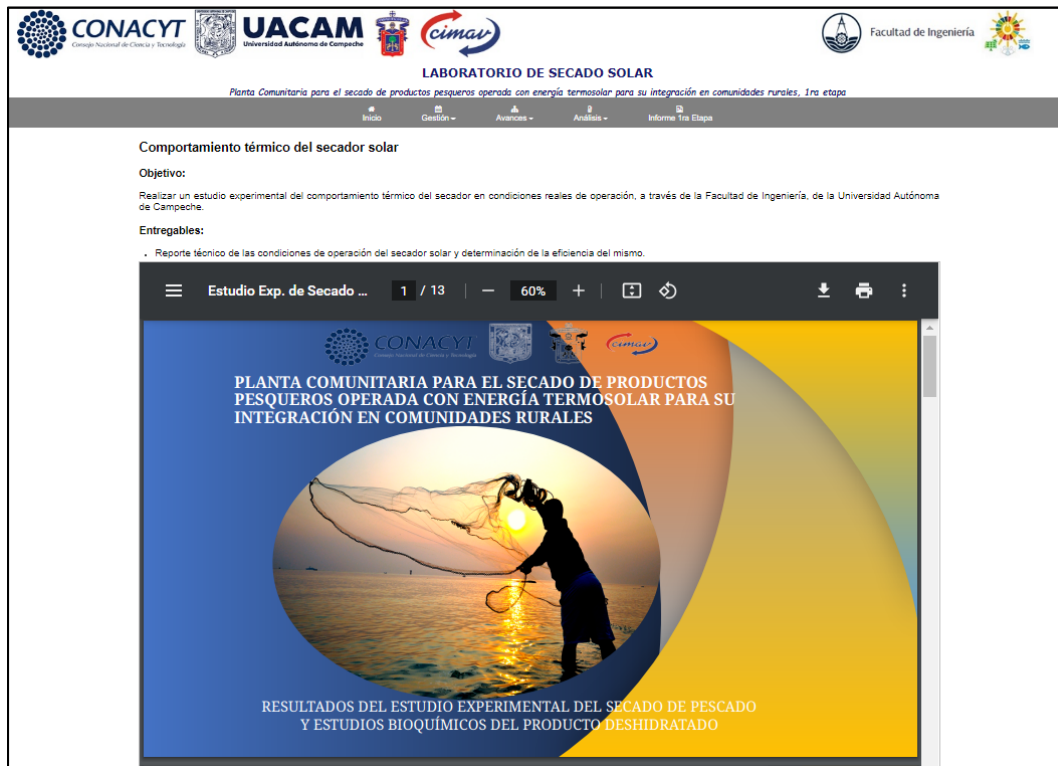 CONACYT
Consejo Nacional de Ciencia y Tecnología
UACAM
Universidad Autónoma de Campeche
cimav
Facultad de Ingeniería
LABORATORIO DE SECADO SOLAR
Planta Comunitaria para el secado de productos pesqueros operada con energía termosolar para su integración en comunidades rurales, 1ra etapa
Inicio Gestión Avances Análisis Informe 1ra Etapa
Comportamiento térmico del secador solar
Objetivo:
Realizar un estudio experimental del comportamiento térmico del secador en condiciones reales de operación, a través de la Facultad de Ingeniería, de la Universidad Autónoma
de Campeche.
Entregables:
• Reporte técnico de las condiciones de operación del secador solar y determinación de la eficiencia del mismo.
Estudio Exp. de Secado ... 1 / 13 60%
CONACYT
Consejo Nacional de Ciencia y Tecnología
cimav
PLANTA COMUNITARIA PARA EL SECADO DE PRODUCTOS
PESQUEROS OPERADA CON ENERGÍA TERMOSOLAR PARA SU
INTEGRACIÓN EN COMUNIDADES RURALES
RESULTADOS DEL ESTUDIO EXPERIMENTAL DEL SECADO DE PESCADO
Y ESTUDIOS BIOQUÍMICOS DEL PRODUCTO DESHIDRATADO